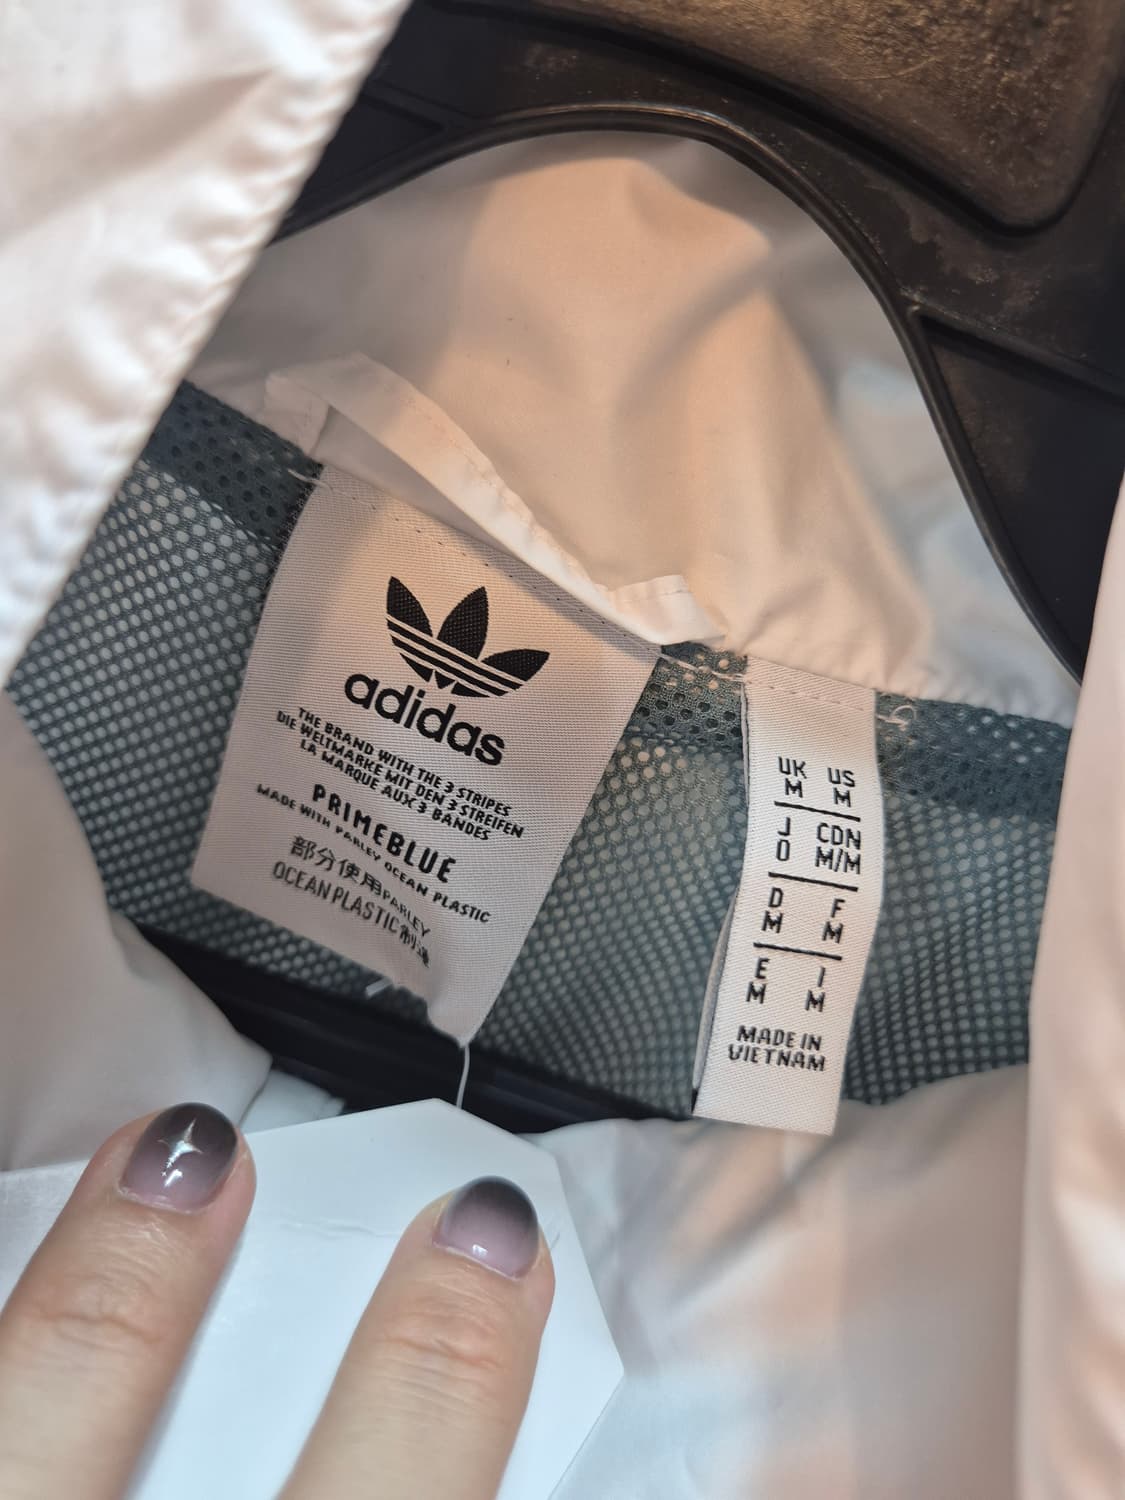 adidas
THE BRAND WITH THE 3 STRIPES
DIE WELTMARKE MIT DEN 3 STREIFEN
LA MARQUE AUX 3 BANDES
PRIMEBLUE
MADE WITH PARLEY OCEAN PLASTIC
部分使用PARLEY
OCEAN PLASTIC制造
UK US
M M
J CDN
O M/M
D F
M M
E I
M M
MADE IN
VIETNAM